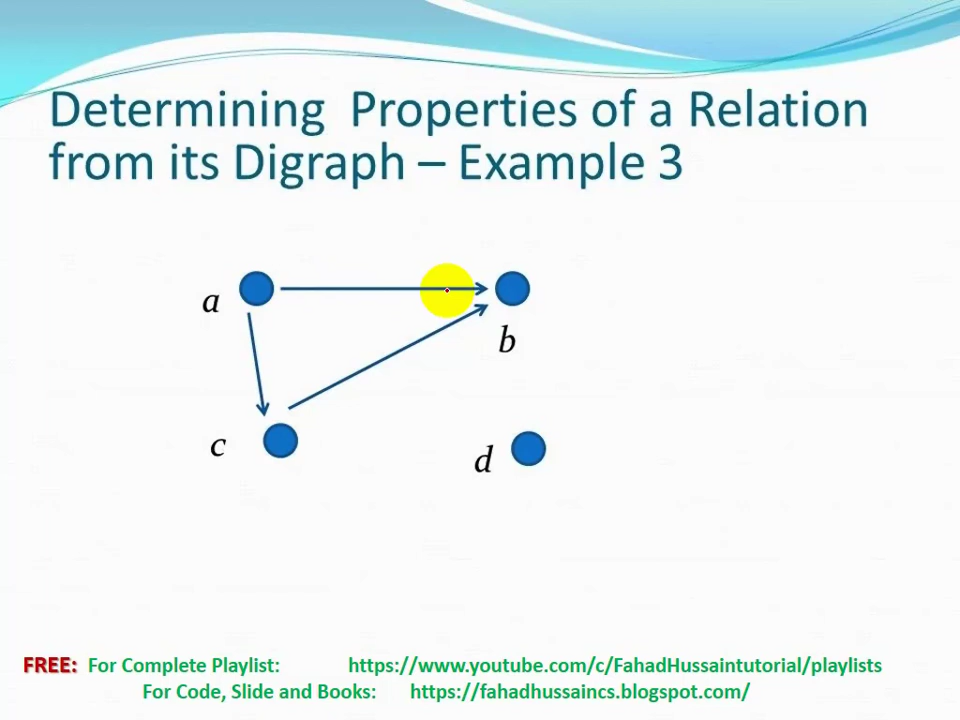 Determining Properties of a Relation
from its Digraph – Example 3
a
b
c
d
FREE: For Complete Playlist: https://www.youtube.com/c/FahadHussaintutorial/playlists
For Code, Slide and Books: https://fahadhussaincs.blogspot.com/